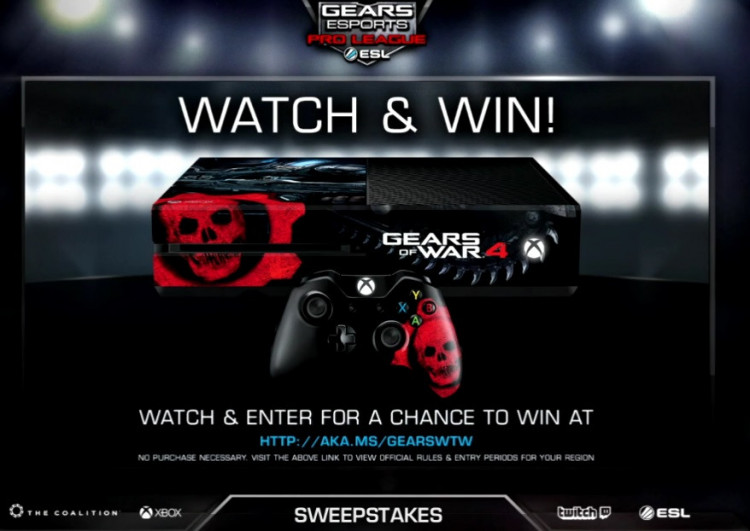 GEARS
ESPORTS
PRO LEAGUE
ESL
WATCH & WIN!
GEARS
OF WAR 4
Y
X B
A
WATCH & ENTER FOR A CHANCE TO WIN AT
HTTP://AKA.MS/GEARSWTW
NO PURCHASE NECESSARY. VISIT THE ABOVE LINK TO VIEW OFFICIAL RULES & ENTRY PERIODS FOR YOUR REGION
THE COALITION XBOX SWEEPSTAKES twitch ESL